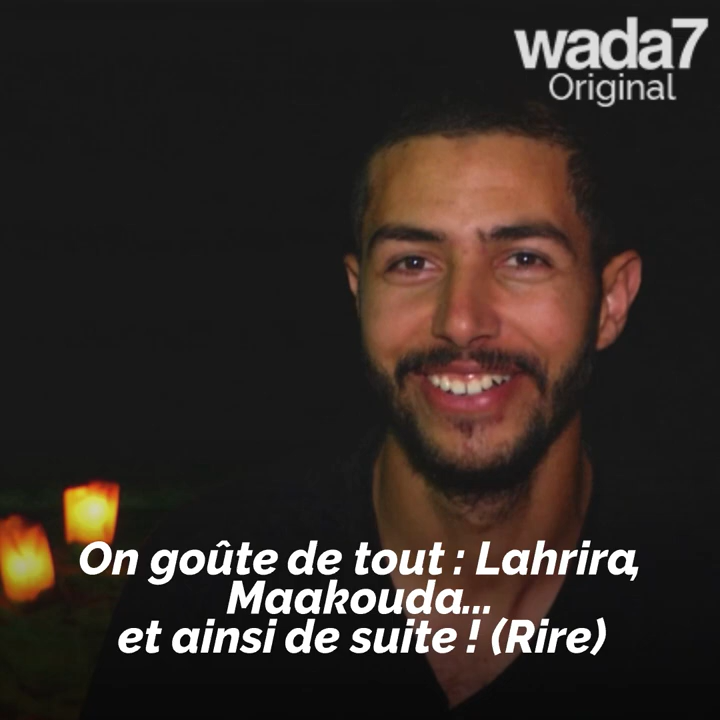 wada7
Original
On goûte de tout : Lahrira,
Maakouda...
et ainsi de suite ! (Rire)